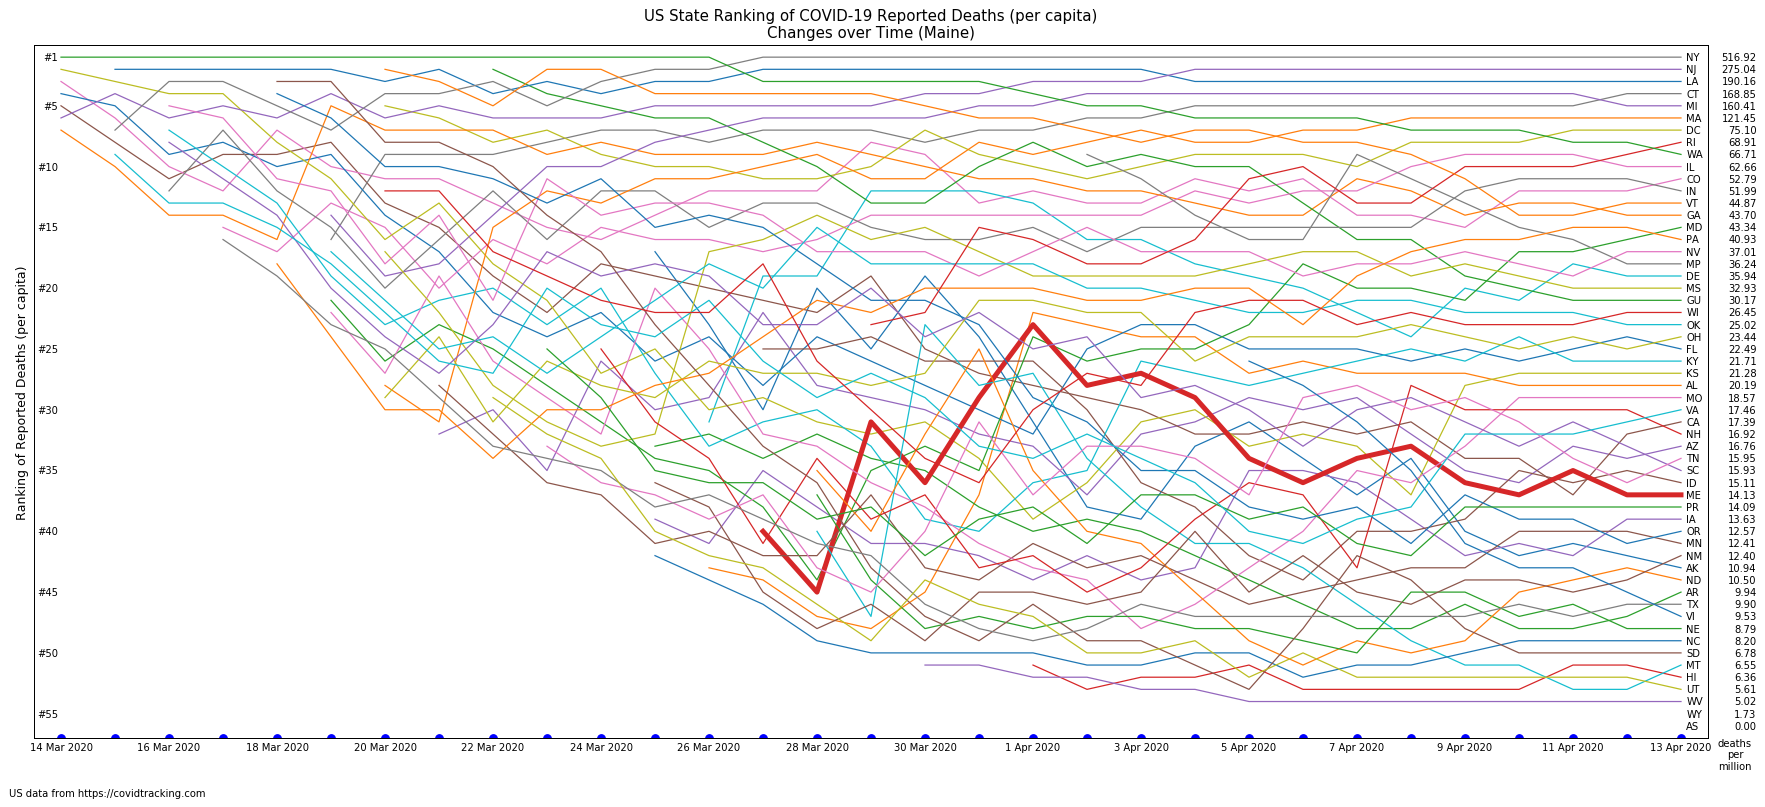 US State Ranking of COVID-19 Reported Deaths (per capita)
Changes over Time (Maine)
Ranking of Reported Deaths (per capita)
#1
#5
#10
#15
#20
#25
#30
#35
#40
#45
#50
#55
NY 516.92
NJ 275.04
LA 190.16
CT 168.85
MI 160.41
MA 121.45
DC 75.10
RI 68.91
WA 66.71
IL 62.66
CO 52.79
IN 51.99
VT 44.87
GA 43.70
MD 43.34
PA 40.93
NV 37.01
MP 36.24
DE 35.94
MS 32.93
GU 30.17
WI 26.45
OK 25.02
OH 23.44
FL 22.49
KY 21.71
KS 21.28
AL 20.19
MO 18.57
VA 17.46
CA 17.39
NH 16.92
AZ 16.76
TN 15.95
SC 15.93
ID 15.11
ME 14.13
PR 14.09
IA 13.63
OR 12.57
MN 12.41
NM 12.40
AK 10.94
ND 10.50
AR 9.94
TX 9.90
VI 9.53
NE 8.79
NC 8.20
SD 6.78
MT 6.55
HI 6.36
UT 5.61
WV 5.02
WY 1.73
AS 0.00
14 Mar 2020 16 Mar 2020 18 Mar 2020 20 Mar 2020 22 Mar 2020 24 Mar 2020 26 Mar 2020 28 Mar 2020 30 Mar 2020 1 Apr 2020 3 Apr 2020 5 Apr 2020 7 Apr 2020 9 Apr 2020 11 Apr 2020 13 Apr 2020
deaths
per
million
US data from https://covidtracking.com